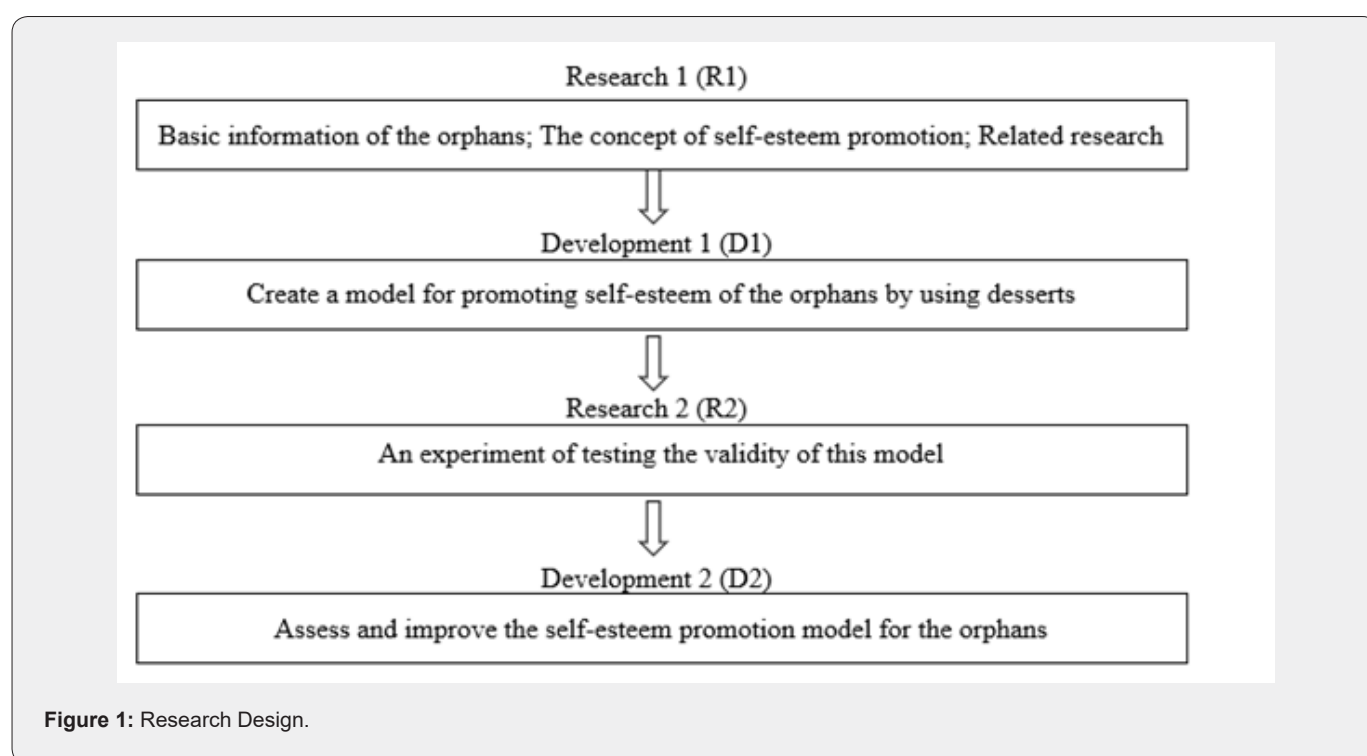 Research 1 (R1)
Basic information of the orphans; The concept of self-esteem promotion; Related research
Development 1 (D1)
Create a model for promoting self-esteem of the orphans by using desserts
Research 2 (R2)
An experiment of testing the validity of this model
Development 2 (D2)
Assess and improve the self-esteem promotion model for the orphans
Figure 1: Research Design.